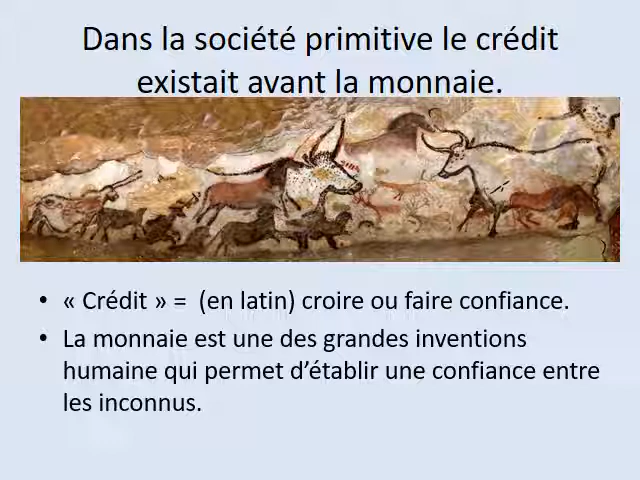 Dans la société primitive le crédit
existait avant la monnaie.
• « Crédit » = (en latin) croire ou faire confiance.
• La monnaie est une des grandes inventions
humaine qui permet d’établir une confiance entre
les inconnus.